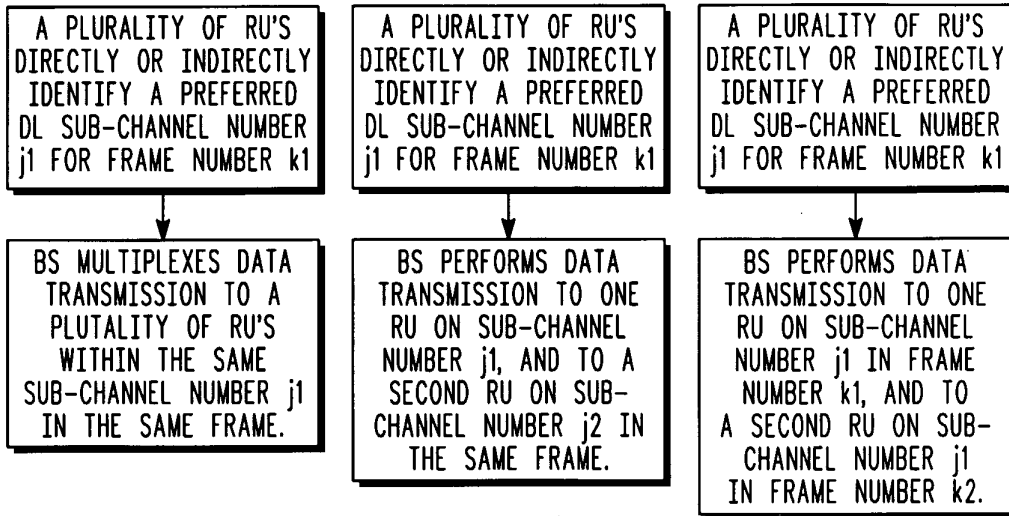 A PLURALITY OF RU'S
DIRECTLY OR INDIRECTLY
IDENTIFY A PREFERRED
DL SUB-CHANNEL NUMBER
j1 FOR FRAME NUMBER k1
BS MULTIPLEXES DATA
TRANSMISSION TO A
PLUTALITY OF RU'S
WITHIN THE SAME
SUB-CHANNEL NUMBER j1
IN THE SAME FRAME.
A PLURALITY OF RU'S
DIRECTLY OR INDIRECTLY
IDENTIFY A PREFERRED
DL SUB-CHANNEL NUMBER
j1 FOR FRAME NUMBER k1
BS PERFORMS DATA
TRANSMISSION TO ONE
RU ON SUB-CHANNEL
NUMBER j1, AND TO A
SECOND RU ON SUB-
CHANNEL NUMBER j2 IN
THE SAME FRAME.
A PLURALITY OF RU'S
DIRECTLY OR INDIRECTLY
IDENTIFY A PREFERRED
DL SUB-CHANNEL NUMBER
j1 FOR FRAME NUMBER k1
BS PERFORMS DATA
TRANSMISSION TO ONE
RU ON SUB-CHANNEL
NUMBER j1 IN FRAME
NUMBER k1, AND TO
A SECOND RU ON SUB-
CHANNEL NUMBER j1
IN FRAME NUMBER k2.